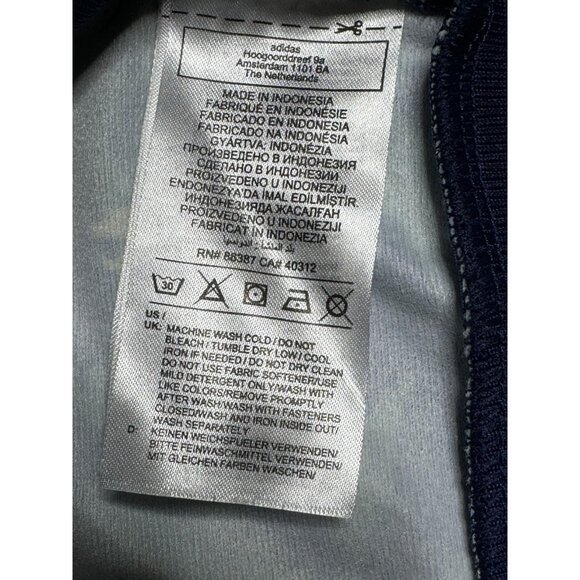 adidas
Hoogoorddreef 9a
Amsterdam 1101 BA
The Netherlands
MADE IN INDONESIA
FABRIQUÉ EN INDONÉSIE
FABRICADO EN INDONESIA
FABRICADO NA INDONÉSIA
GYÁRTVA: INDONÉZIA
ПРОИЗВЕДЕНО В ИНДОНЕЗИЯ
СДЕЛАНО В ИНДОНЕЗИИ
PROIZVEDENO U INDONEZIJI
ENDONEZYA'DA İMAL EDİLMİŞTİR.
ИНДОНЕЗИЯДА ЖАСАЛҒАН
PROIZVEDENO U INDONEZIJI
FABRICAT IN INDONEZIA
بلد المنشأ: اندونيسيا
RN# 88387 CA# 40312
30
US /
UK: MACHINE WASH COLD / DO NOT
BLEACH / TUMBLE DRY LOW / COOL
IRON IF NEEDED / DO NOT DRY CLEAN
DO NOT USE FABRIC SOFTENER/USE
MILD DETERGENT ONLY/WASH WITH
LIKE COLORS/REMOVE PROMPTLY
AFTER WASH/WASH WITH FASTENERS
CLOSED/WASH AND IRON INSIDE OUT/
WASH SEPARATELY
D: KEINEN WEICHSPUELER VERWENDEN/
BITTE FEINWASCHMITTEL VERWENDEN/
MIT GLEICHEN FARBEN WASCHEN/